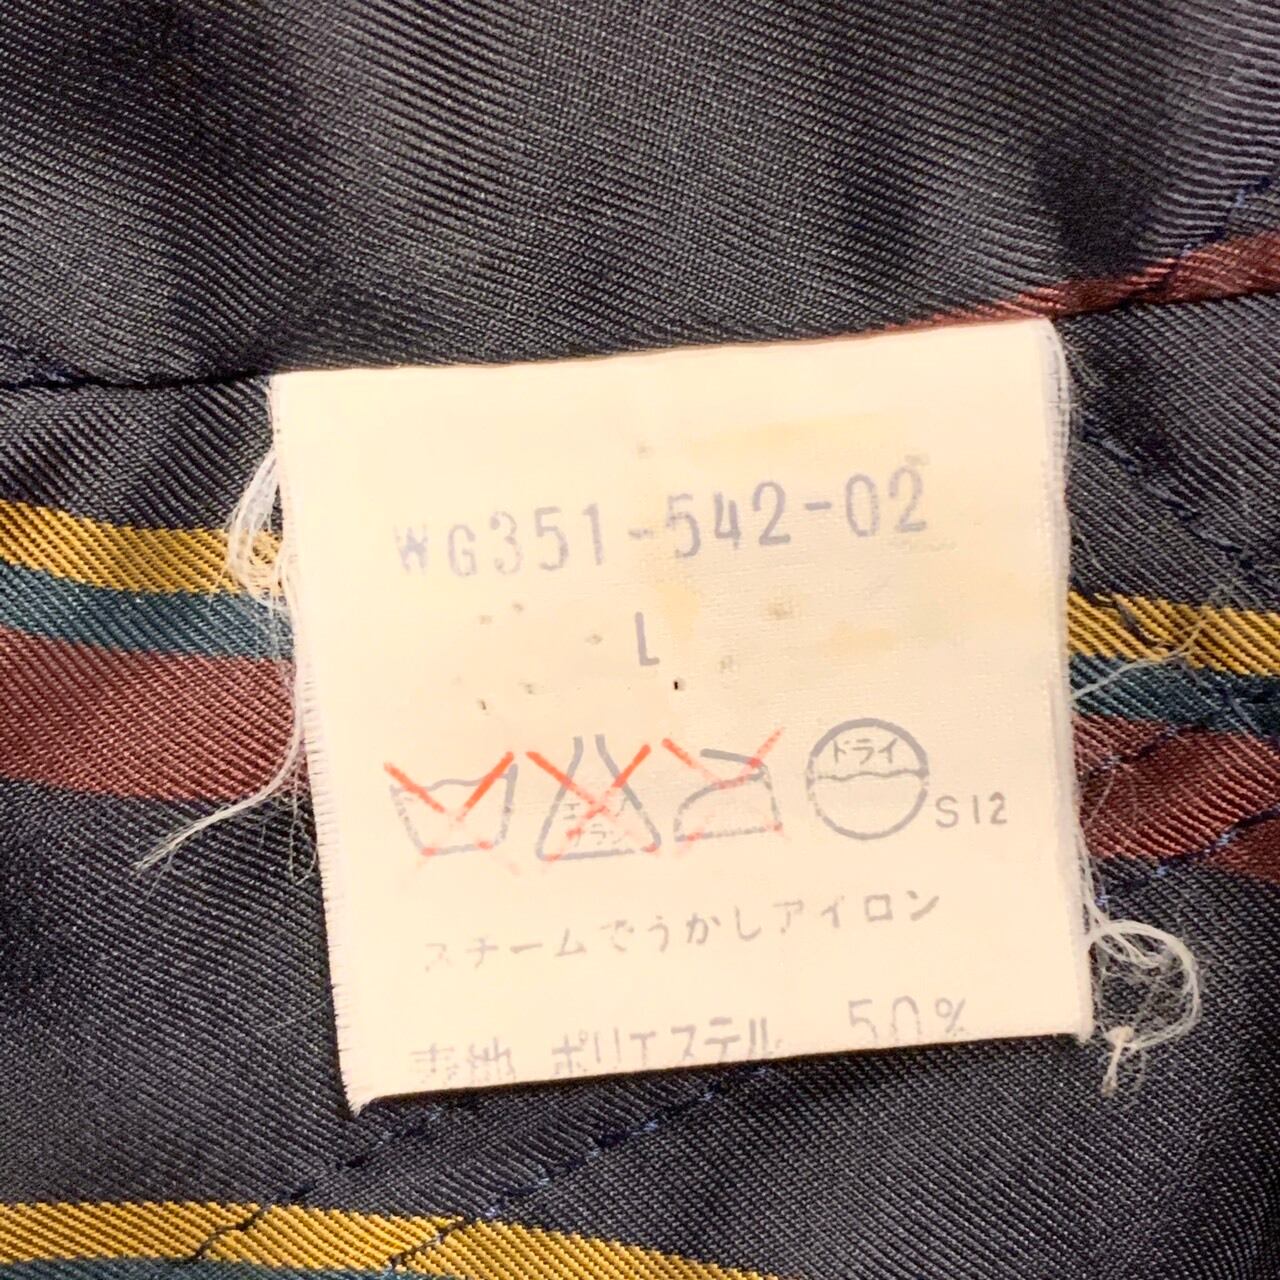 WG351-542-02
L
エンソ
サラシ
ドライ
S12
スチームでうかしアイロン
表地 ポリエステル 50%